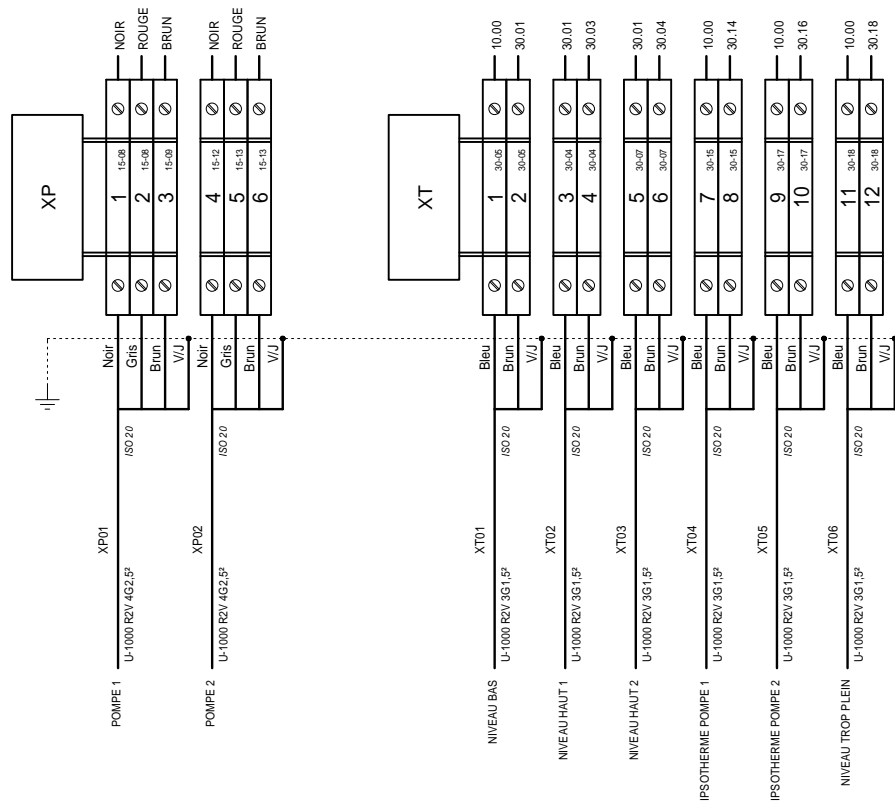 NOIR
ROUGE
BRUN
NOIR
ROUGE
BRUN
10.00
30.01
30.01
30.03
30.01
30.04
10.00
30.14
10.00
30.16
10.00
30.18
XP
1 15-08
2 15-08
3 15-09
4 15-12
5 15-13
6 15-13
XT
1 30-05
2 30-05
3 30-04
4 30-04
5 30-07
6 30-07
7 30-15
8 30-15
9 30-17
10 30-17
11 30-18
12 30-18
Noir
Gris
Brun
V/J
Noir
Gris
Brun
V/J
Bleu
Brun
V/J
Bleu
Brun
V/J
Bleu
Brun
V/J
Bleu
Brun
V/J
Bleu
Brun
V/J
Bleu
Brun
V/J
ISO 20
ISO 20
ISO 20
ISO 20
ISO 20
ISO 20
ISO 20
ISO 20
XP01
XP02
XT01
XT02
XT03
XT04
XT05
XT06
U-1000 R2V 4G2,5²
U-1000 R2V 4G2,5²
U-1000 R2V 3G1,5²
U-1000 R2V 3G1,5²
U-1000 R2V 3G1,5²
U-1000 R2V 3G1,5²
U-1000 R2V 3G1,5²
U-1000 R2V 3G1,5²
POMPE 1
POMPE 2
NIVEAU BAS
NIVEAU HAUT 1
NIVEAU HAUT 2
IPSOTHERME POMPE 1
IPSOTHERME POMPE 2
NIVEAU TROP PLEIN